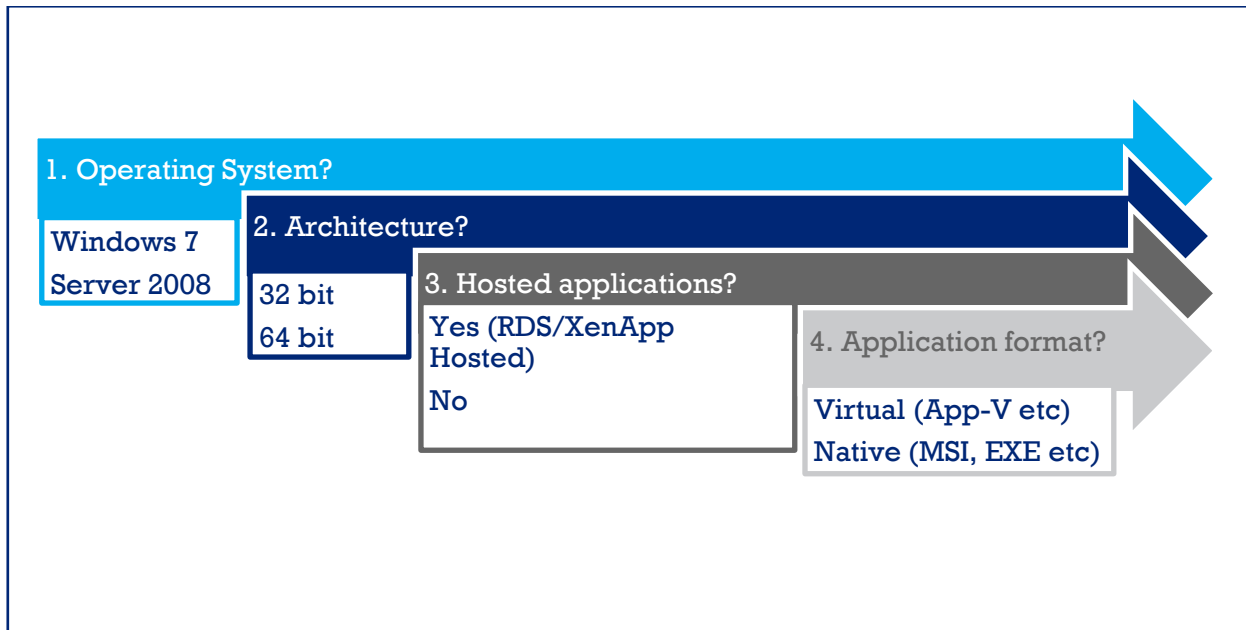 1. Operating System?
Windows 7
Server 2008
2. Architecture?
32 bit
64 bit
3. Hosted applications?
Yes (RDS/XenApp
Hosted)
No
4. Application format?
Virtual (App-V etc)
Native (MSI, EXE etc)